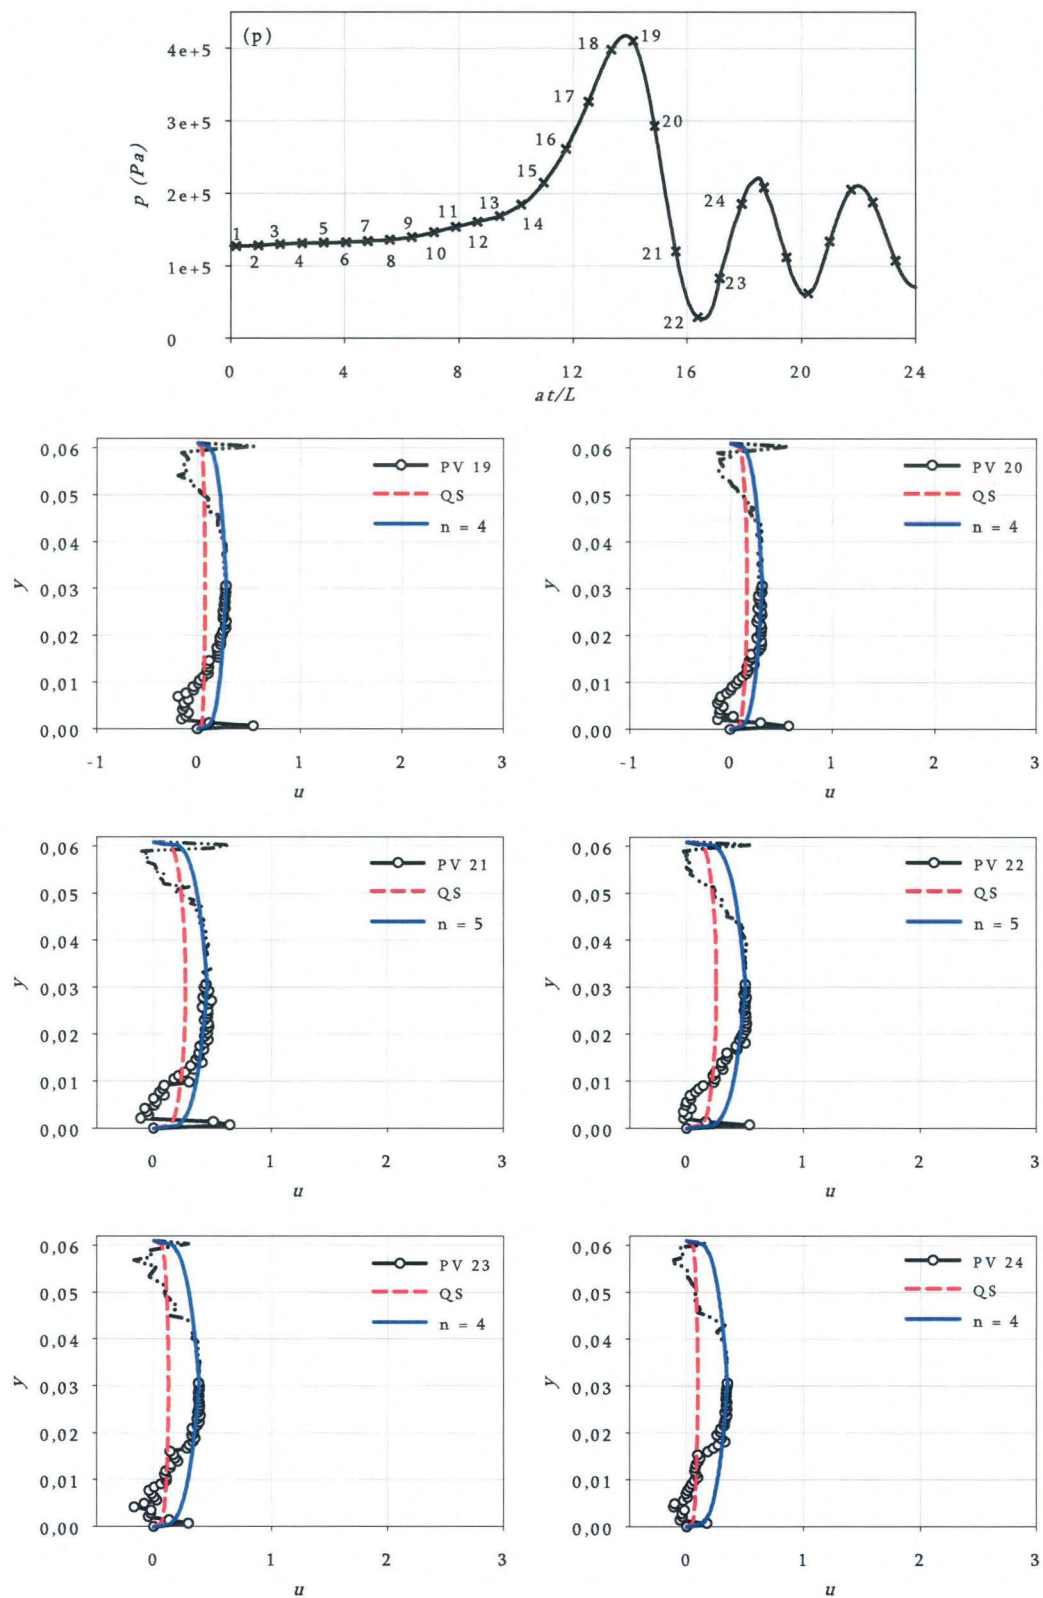 (p)
p (Pa)
4e+5
3e+5
2e+5
1e+5
0
1 2 3 4 5 6 7 8 9 10 11 12 13 14 15 16 17 18 19 20 21 22 23 24
0 4 8 12 16 20 24
at/L
y
0,06
0,05
0,04
0,03
0,02
0,01
0,00
PV 19
QS
n = 4
-1 0 1 2 3
u
y
0,06
0,05
0,04
0,03
0,02
0,01
0,00
PV 20
QS
n = 4
-1 0 1 2 3
u
y
0,06
0,05
0,04
0,03
0,02
0,01
0,00
PV 21
QS
n = 5
0 1 2 3
u
y
0,06
0,05
0,04
0,03
0,02
0,01
0,00
PV 22
QS
n = 5
0 1 2 3
u
y
0,06
0,05
0,04
0,03
0,02
0,01
0,00
PV 23
QS
n = 4
0 1 2 3
u
y
0,06
0,05
0,04
0,03
0,02
0,01
0,00
PV 24
QS
n = 4
0 1 2 3
u